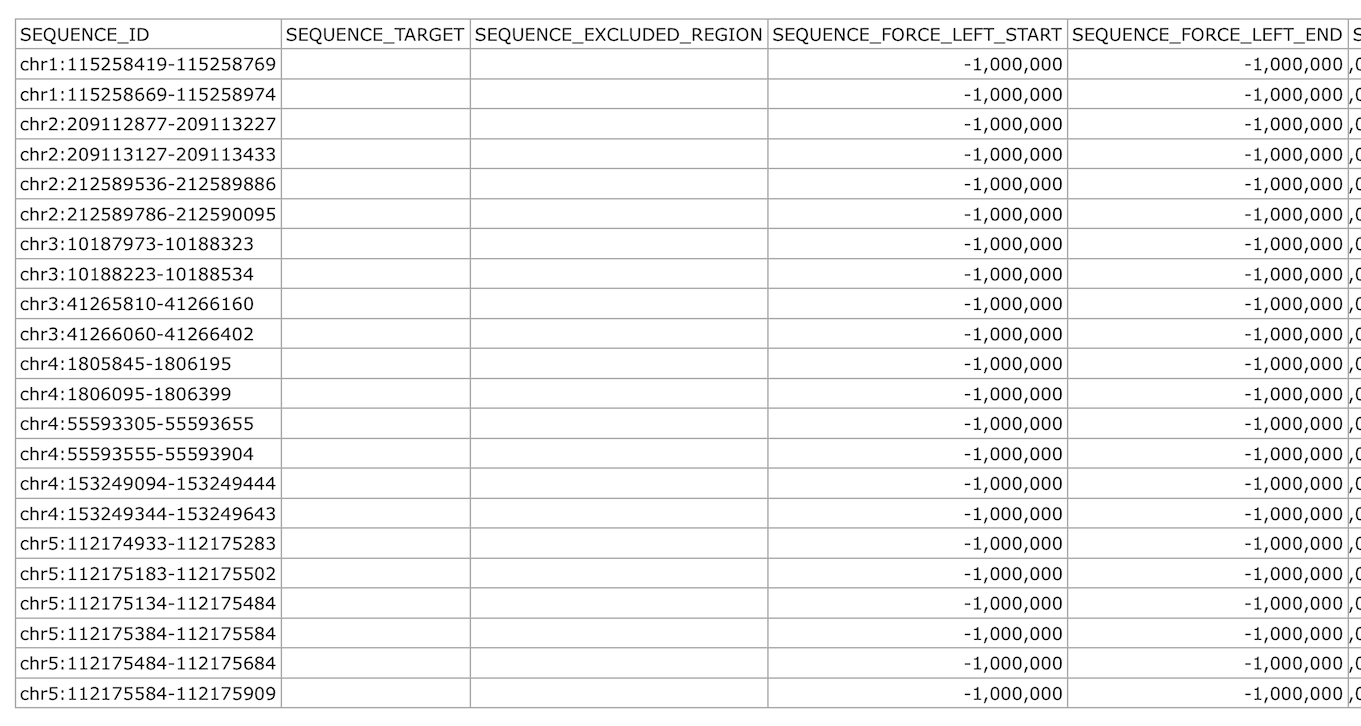 SEQUENCE_ID SEQUENCE_TARGET SEQUENCE_EXCLUDED_REGION SEQUENCE_FORCE_LEFT_START SEQUENCE_FORCE_LEFT_END
chr1:115258419-115258769 -1,000,000 -1,000,000
chr1:115258669-115258974 -1,000,000 -1,000,000
chr2:209112877-209113227 -1,000,000 -1,000,000
chr2:209113127-209113433 -1,000,000 -1,000,000
chr2:212589536-212589886 -1,000,000 -1,000,000
chr2:212589786-212590095 -1,000,000 -1,000,000
chr3:10187973-10188323 -1,000,000 -1,000,000
chr3:10188223-10188534 -1,000,000 -1,000,000
chr3:41265810-41266160 -1,000,000 -1,000,000
chr3:41266060-41266402 -1,000,000 -1,000,000
chr4:1805845-1806195 -1,000,000 -1,000,000
chr4:1806095-1806399 -1,000,000 -1,000,000
chr4:55593305-55593655 -1,000,000 -1,000,000
chr4:55593555-55593904 -1,000,000 -1,000,000
chr4:153249094-153249444 -1,000,000 -1,000,000
chr4:153249344-153249643 -1,000,000 -1,000,000
chr5:112174933-112175283 -1,000,000 -1,000,000
chr5:112175183-112175502 -1,000,000 -1,000,000
chr5:112175134-112175484 -1,000,000 -1,000,000
chr5:112175384-112175584 -1,000,000 -1,000,000
chr5:112175484-112175684 -1,000,000 -1,000,000
chr5:112175584-112175909 -1,000,000 -1,000,000